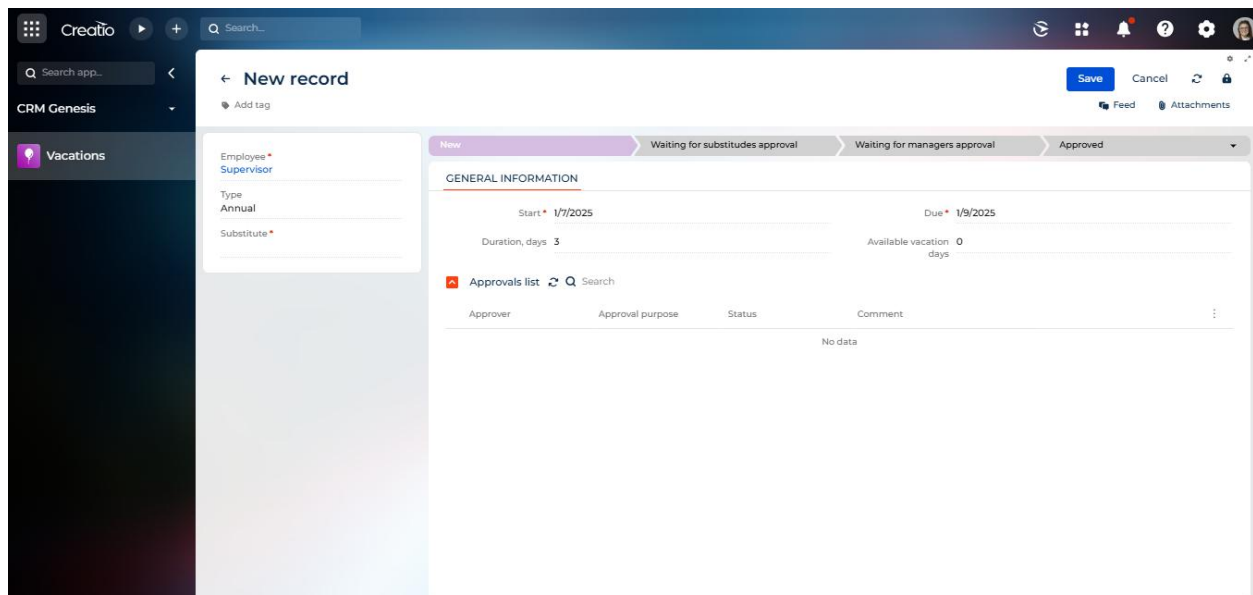 Creatio
Search...
Search app...
CRM Genesis
Vacations
New record
Add tag
Save
Cancel
Feed
Attachments
Employee*
Supervisor
Type
Annual
Substitute*
New
Waiting for substitudes approval
Waiting for managers approval
Approved
GENERAL INFORMATION
Start* 1/7/2025
Due* 1/9/2025
Duration, days 3
Available vacation days 0
Approvals list
Search
Approver Approval purpose Status Comment
No data